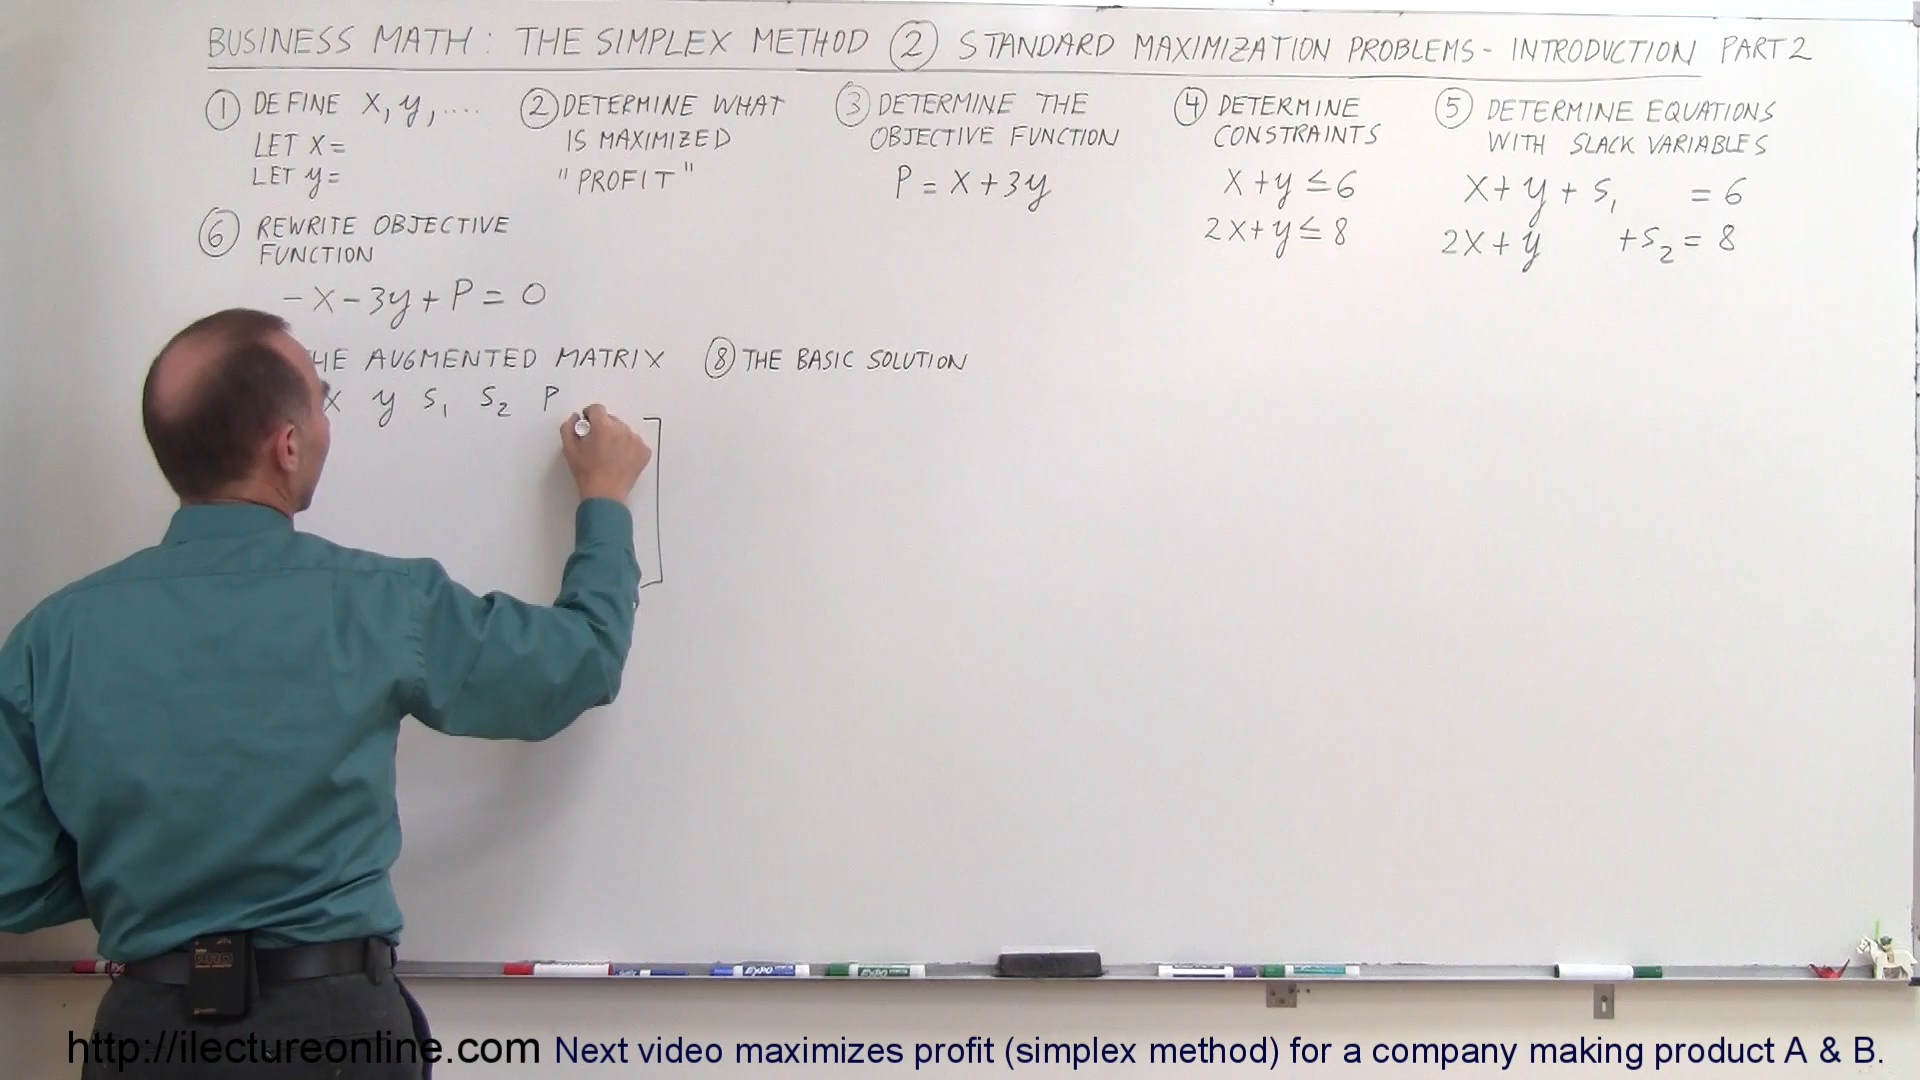 BUSINESS MATH: THE SIMPLEX METHOD ② STANDARD MAXIMIZATION PROBLEMS - INTRODUCTION PART 2
① DEFINE X, y, ....
LET X =
LET y =
② DETERMINE WHAT
IS MAXIMIZED
"PROFIT"
③ DETERMINE THE
OBJECTIVE FUNCTION
P = X + 3y
④ DETERMINE
CONSTRAINTS
X + y ≤ 6
2X + y ≤ 8
⑤ DETERMINE EQUATIONS
WITH SLACK VARIABLES
X + y + S₁ = 6
2X + y + S₂ = 8
⑥ REWRITE OBJECTIVE
FUNCTION
-X - 3y + P = 0
AUGMENTED MATRIX
X y S₁ S₂ P
⑧ THE BASIC SOLUTION
EXPO
EXPO
http://ilectureonline.com Next video maximizes profit (simplex method) for a company making product A & B.